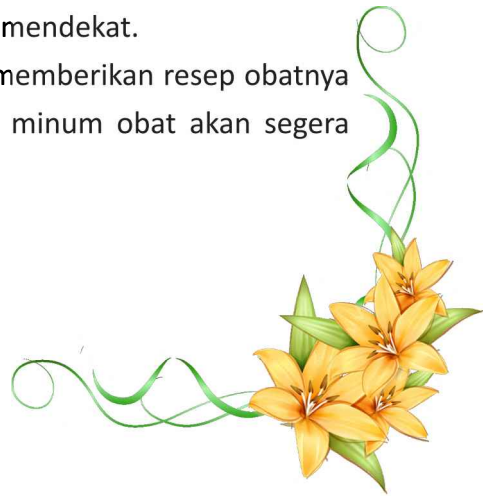 mendekat.
memberikan resep obatnya
minum obat akan segera